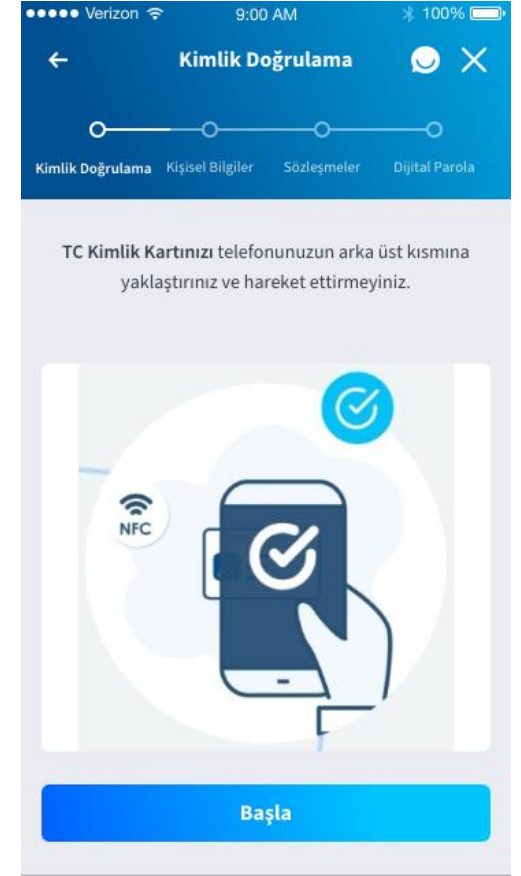 Verizon 9:00 AM 100%
Kimlik Doğrulama
Kimlik Doğrulama Kişisel Bilgiler Sözleşmeler Dijital Parola
TC Kimlik Kartınızı telefonunuzun arka üst kısmına
yaklaştırınız ve hareket ettirmeyiniz.
NFC
Başla